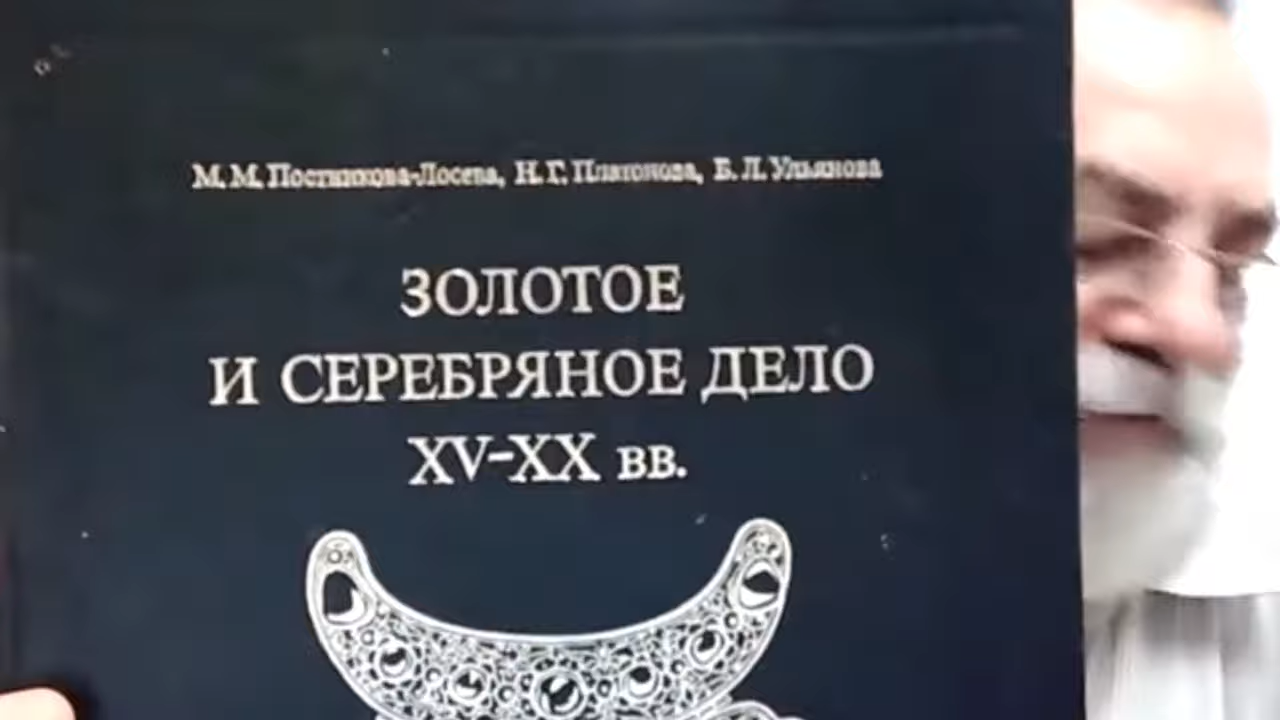 М. М. Постникова-Лосева, Н. Г. Платонова, Б. Л. Ульянова
ЗОЛОТОЕ
И СЕРЕБРЯНОЕ ДЕЛО
XV-XX вв.